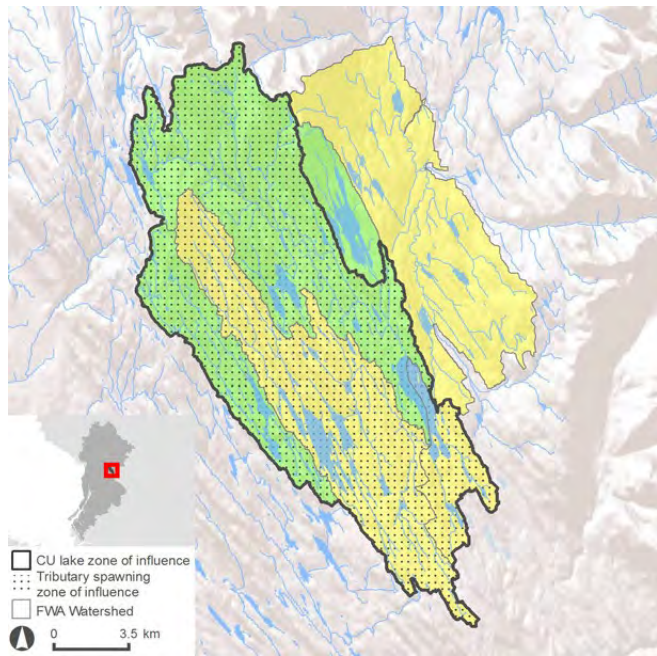 CU lake zone of influence
Tributary spawning
zone of influence
FWA Watershed
0 3.5 km